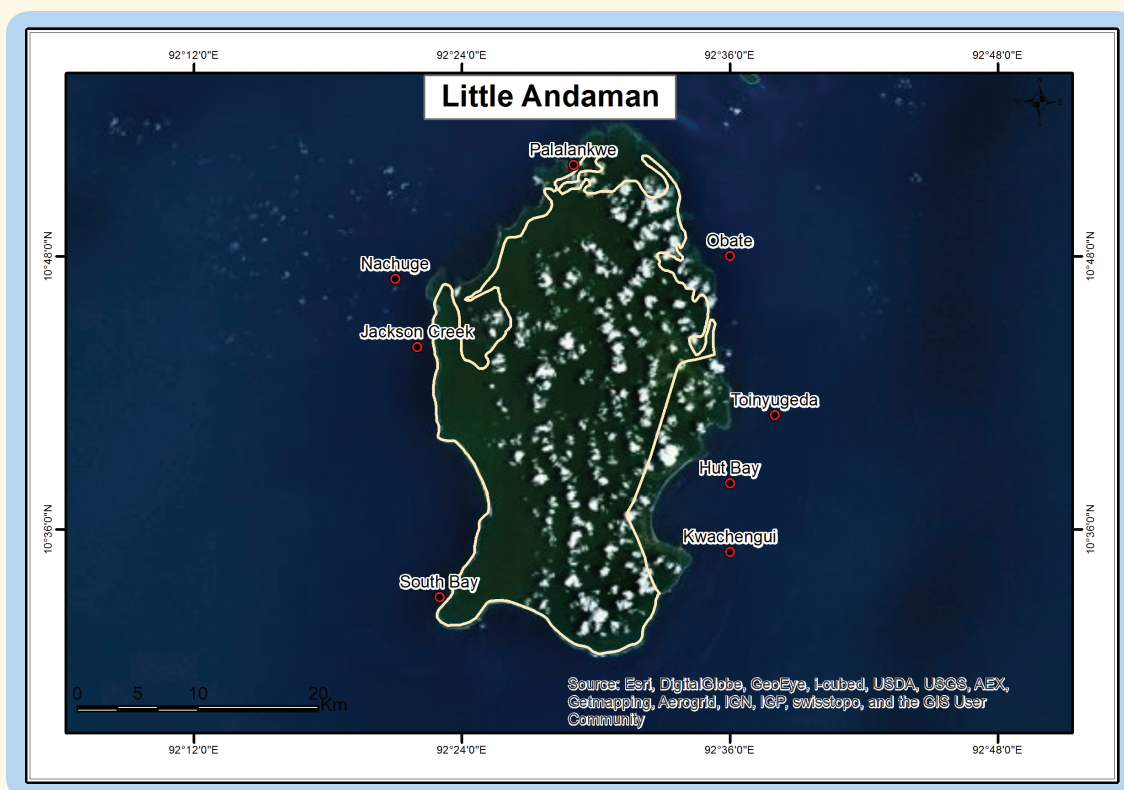 92°12'0"E 92°24'0"E 92°36'0"E 92°48'0"E
Little Andaman
Palalankwe
Obate
10°48'0"N
10°48'0"N
Nachuge
Jackson Creek
Toinyugeda
Hut Bay
10°36'0"N
10°36'0"N
Kwachengui
South Bay
0 5 10 20
Km
Source: Esri, DigitalGlobe, GeoEye, i-cubed, USDA, USGS, AEX,
Getmapping, Aerogrid, IGN, IGP, swisstopo, and the GIS User
Community
92°12'0"E 92°24'0"E 92°36'0"E 92°48'0"E